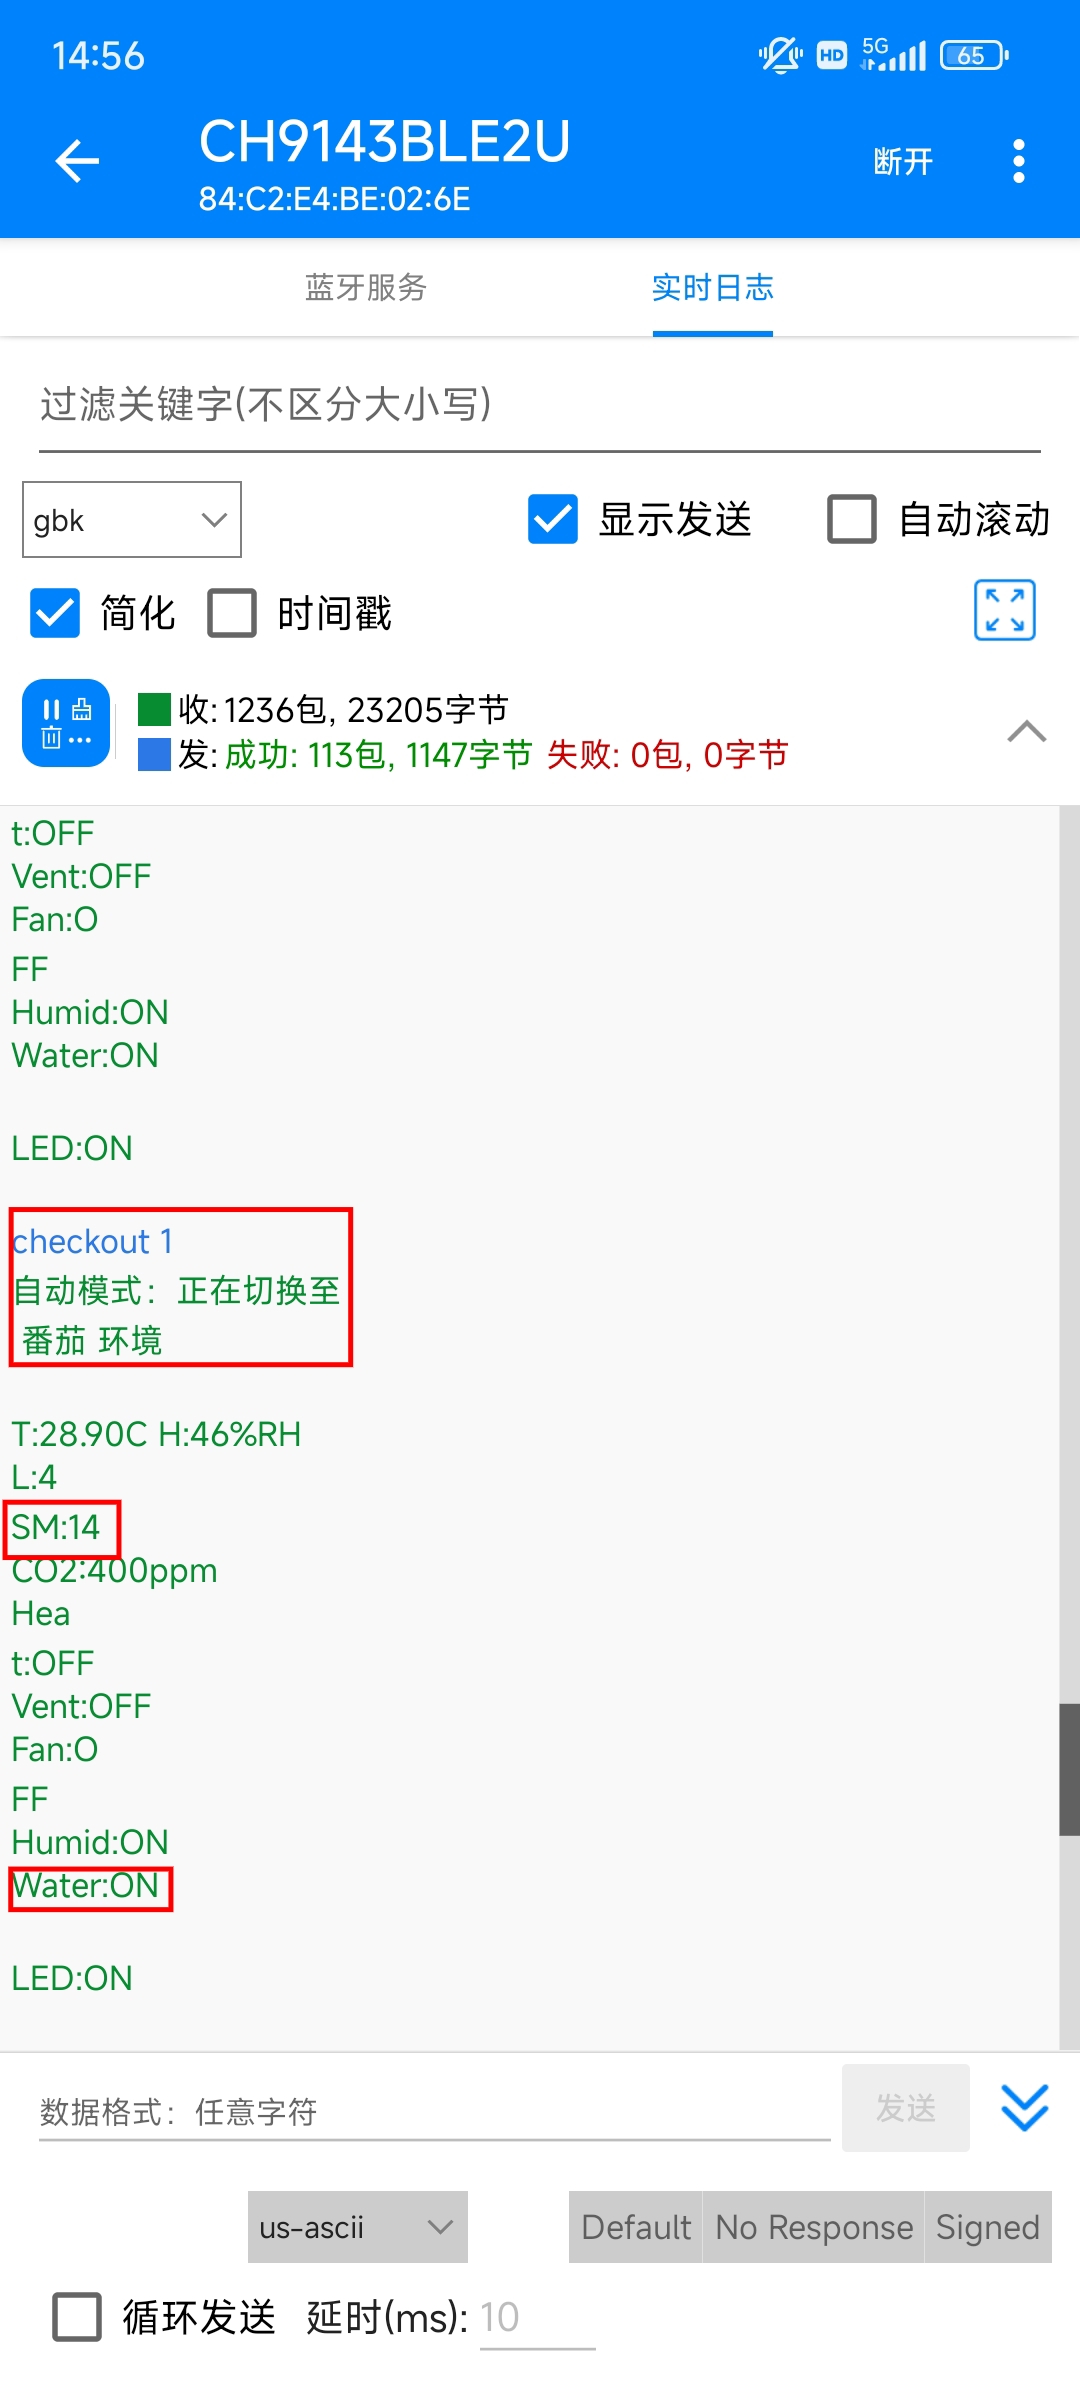 14:56
HD 5G 65
CH9143BLE2U
84:C2:E4:BE:02:6E
断开
蓝牙服务 实时日志
过滤关键字(不区分大小写)
gbk 显示发送 自动滚动
简化 时间戳
收: 1236包, 23205字节
发: 成功: 113包, 1147字节 失败: 0包, 0字节
t:OFF
Vent:OFF
Fan:O
FF
Humid:ON
Water:ON
LED:ON
checkout 1
自动模式：正在切换至
番茄 环境
T:28.90C H:46%RH
L:4
SM:14
CO2:400ppm
Hea
t:OFF
Vent:OFF
Fan:O
FF
Humid:ON
Water:ON
LED:ON
数据格式：任意字符 发送
us-ascii Default No Response Signed
循环发送 延时(ms): 10